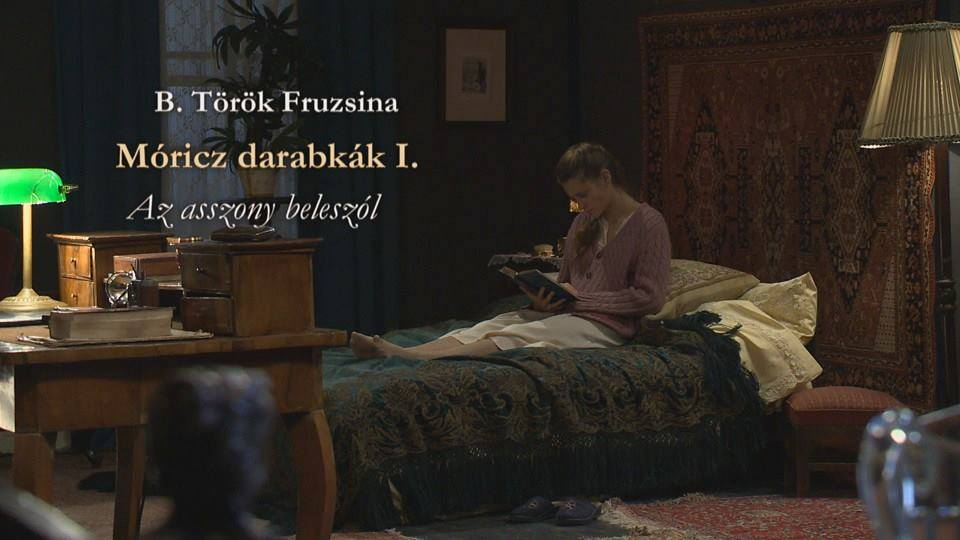 B. Török Fruzsina
Móricz darabkák I.
Az asszony beleszól